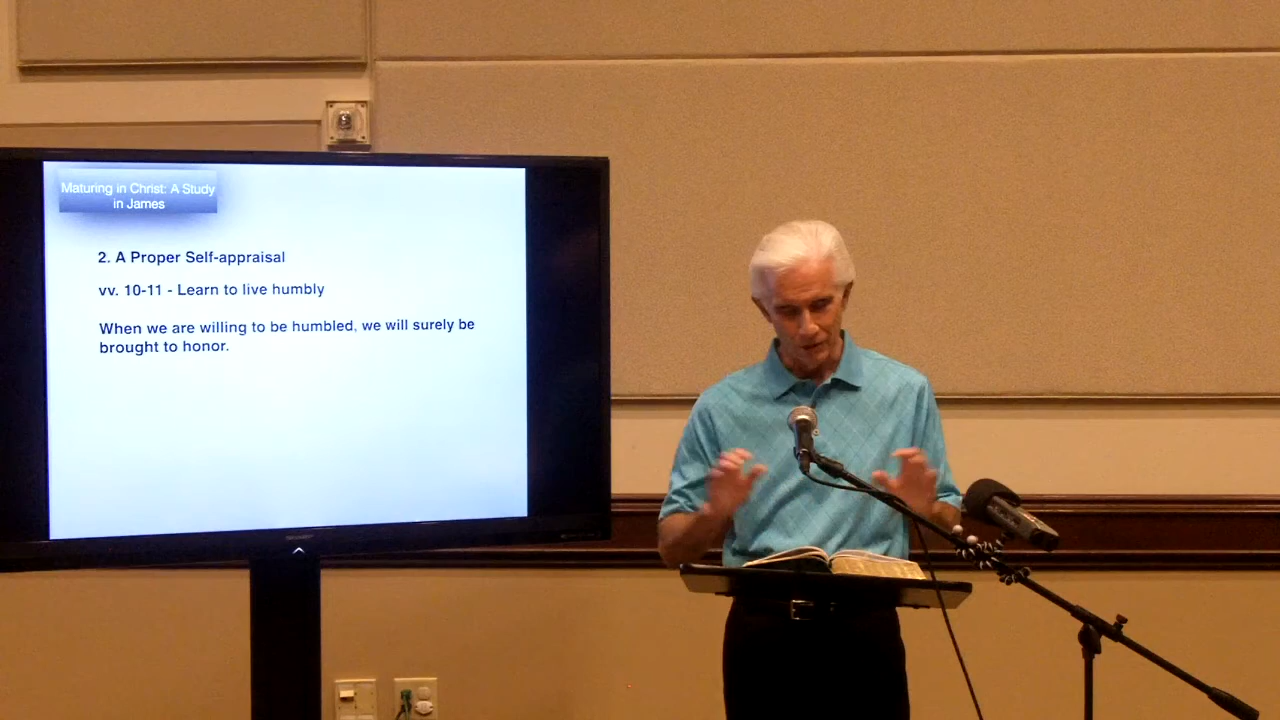 Maturing in Christ: A Study
in James
2. A Proper Self-appraisal
vv. 10-11 - Learn to live humbly
When we are willing to be humbled, we will surely be
brought to honor.
SHARP